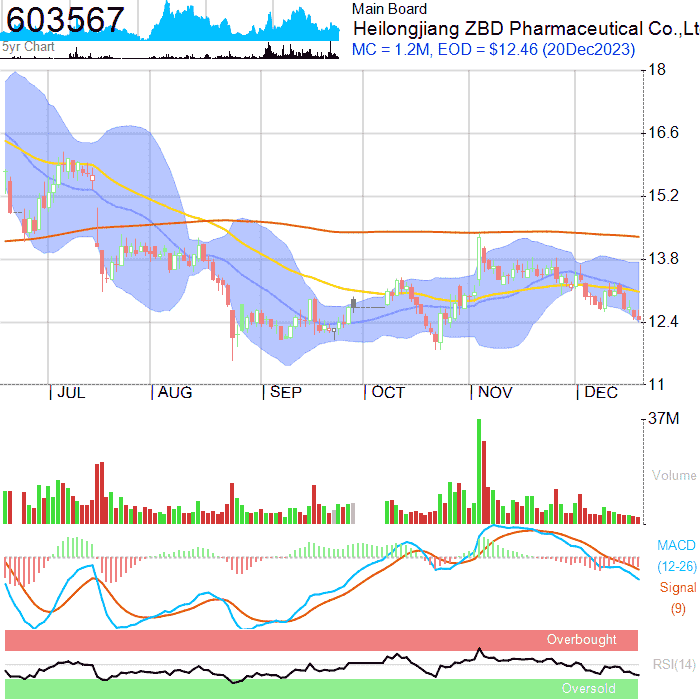 603567
5yr Chart
Main Board
Heilongjiang ZBD Pharmaceutical Co.,Lt
MC = 1.2M, EOD = $12.46 (20Dec2023)
18
16.6
15.2
13.8
12.4
11
JUL
AUG
SEP
OCT
NOV
DEC
37M
Volume
MACD
(12-26)
Signal
(9)
Overbought
RSI(14)
Oversold